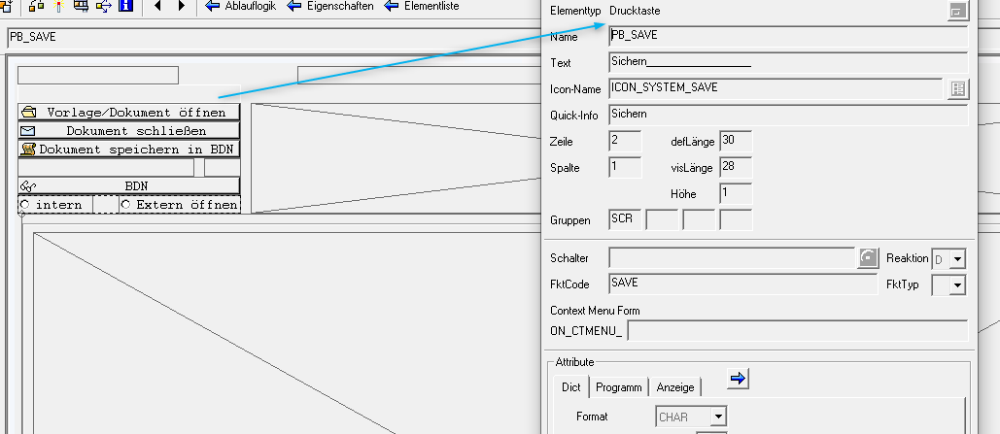 Ablauflogik Eigenschaften Elementliste
PB_SAVE
Vorlage/Dokument öffnen
Dokument schließen
Dokument speichern in BDN
BDN
intern Extern öffnen
Elementtyp Drucktaste
Name PB_SAVE
Text Sichern____________________
Icon-Name ICON_SYSTEM_SAVE
Quick-Info Sichern
Zeile 2 defLänge 30
Spalte 1 visLänge 28
Höhe 1
Gruppen SCR
Schalter Reaktion D
FktCode SAVE FktTyp
Context Menu Form
ON_CTMENU_
Attribute
Dict Programm Anzeige
Format CHAR